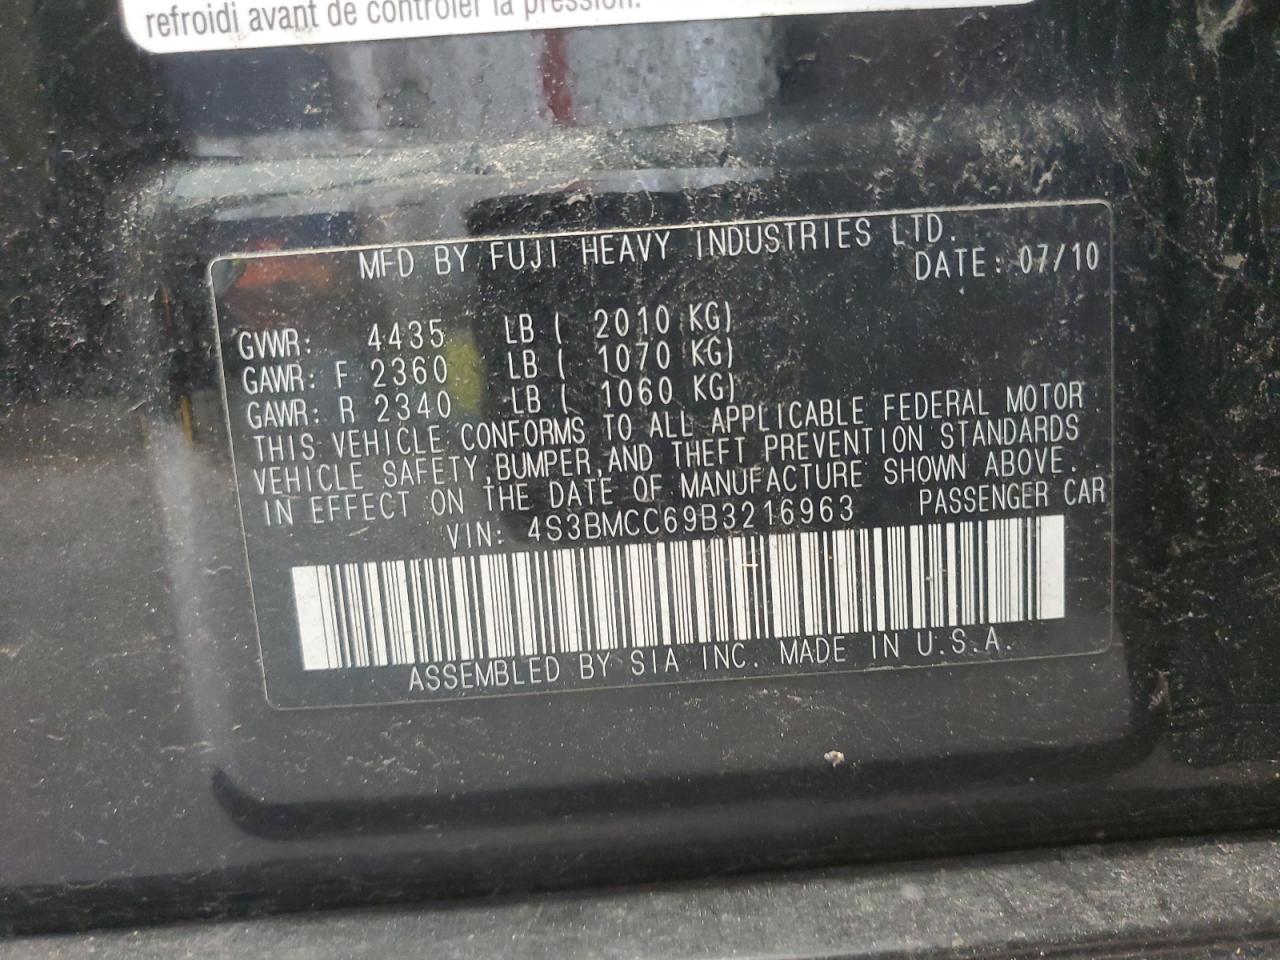 refroidi avant de contrôler la pression.
MFD BY FUJI HEAVY INDUSTRIES LTD.
DATE: 07/10
GVWR: 4435 LB ( 2010 KG)
GAWR: F 2360 LB ( 1070 KG)
GAWR: R 2340 LB ( 1060 KG)
THIS VEHICLE CONFORMS TO ALL APPLICABLE FEDERAL MOTOR
VEHICLE SAFETY, BUMPER, AND THEFT PREVENTION STANDARDS
IN EFFECT ON THE DATE OF MANUFACTURE SHOWN ABOVE.
VIN: 4S3BMCC69B3216963 PASSENGER CAR
ASSEMBLED BY SIA INC. MADE IN U.S.A.